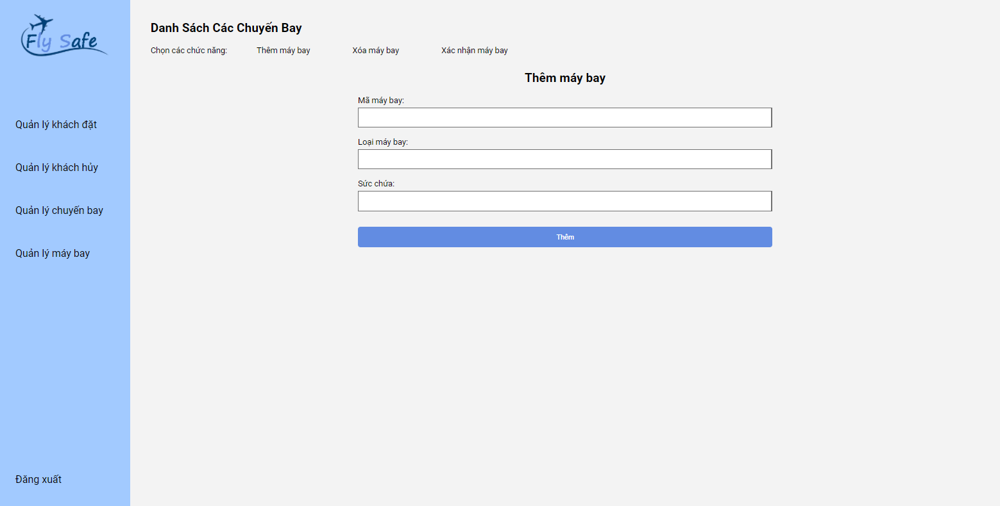 Fly Safe
Quản lý khách đặt
Quản lý khách hủy
Quản lý chuyến bay
Quản lý máy bay
Đăng xuất
Danh Sách Các Chuyến Bay
Chọn các chức năng: Thêm máy bay Xóa máy bay Xác nhận máy bay
Thêm máy bay
Mã máy bay:
Loại máy bay:
Sức chứa:
Thêm